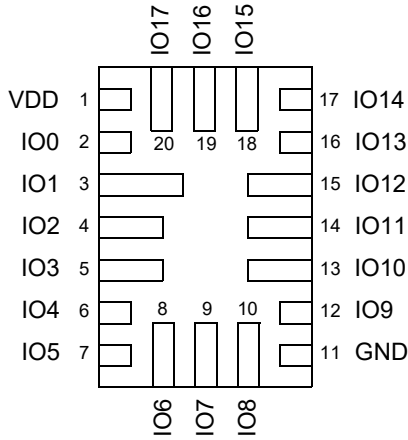 IO17 IO16 IO15
VDD 1 17 IO14
IO0 2 20 19 18 16 IO13
IO1 3 15 IO12
IO2 4 14 IO11
IO3 5 13 IO10
IO4 6 8 9 10 12 IO9
IO5 7 11 GND
IO6 IO7 IO8